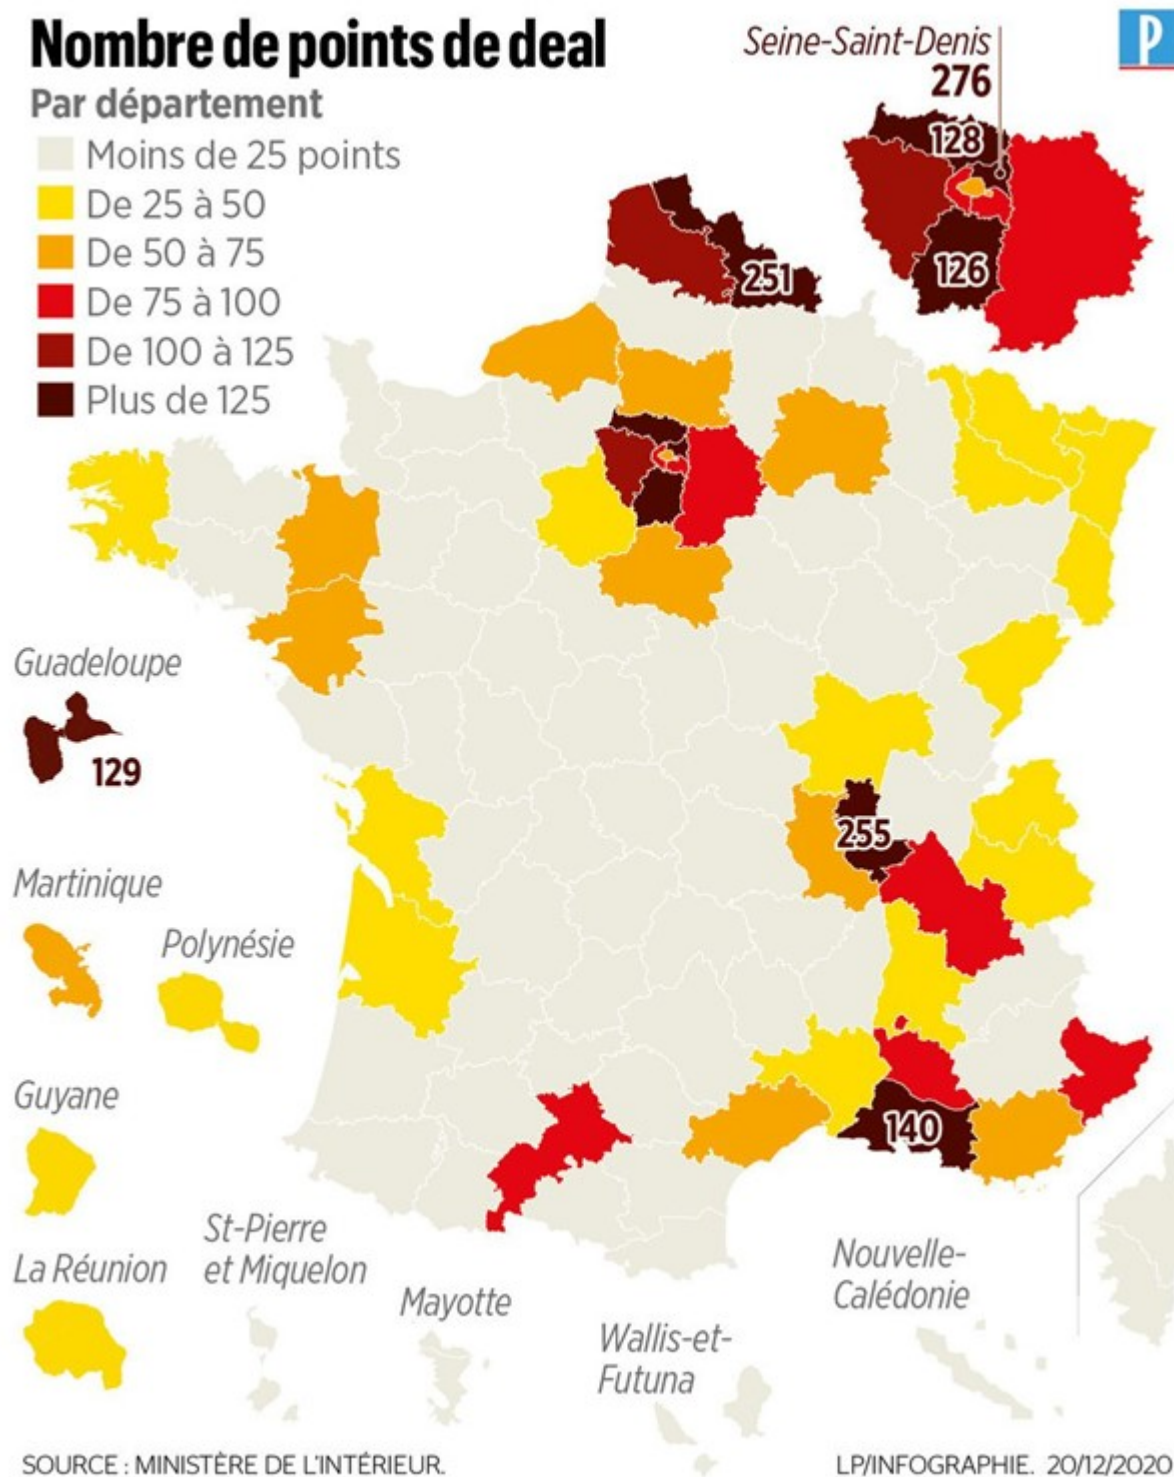 Nombre de points de deal
Par département
Moins de 25 points
De 25 à 50
De 50 à 75
De 75 à 100
De 100 à 125
Plus de 125
Seine-Saint-Denis
276
P
128
126
251
Guadeloupe
129
255
Martinique
Polynésie
Guyane
140
La Réunion
St-Pierre
et Miquelon
Mayotte
Wallis-et-
Futuna
Nouvelle-
Calédonie
SOURCE : MINISTÈRE DE L'INTÉRIEUR.
LP/INFOGRAPHIE. 20/12/2020